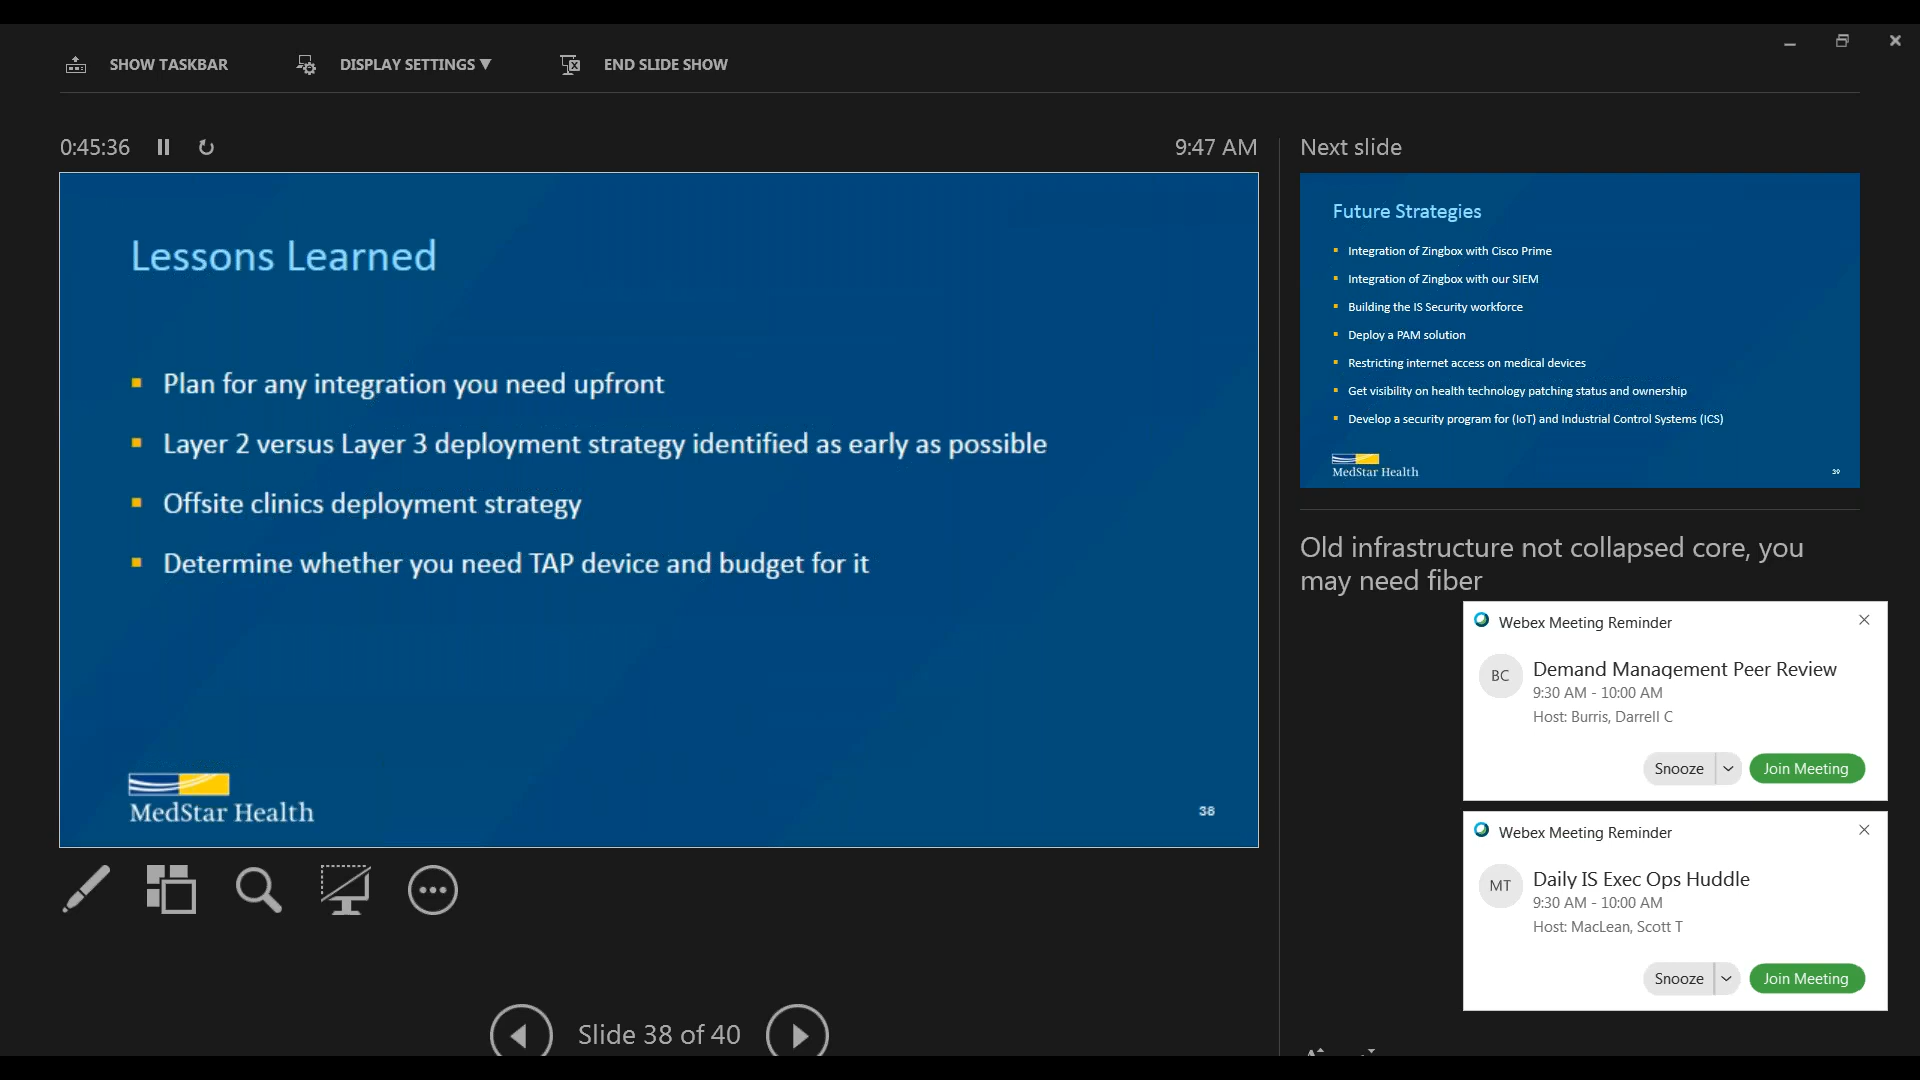 SHOW TASKBAR
DISPLAY SETTINGS ▼
END SLIDE SHOW
0:45:36
9:47 AM
Lessons Learned
▪ Plan for any integration you need upfront
▪ Layer 2 versus Layer 3 deployment strategy identified as early as possible
▪ Offsite clinics deployment strategy
▪ Determine whether you need TAP device and budget for it
MedStar Health
38
Slide 38 of 40
Next slide
Future Strategies
▪ Integration of Zingbox with Cisco Prime
▪ Integration of Zingbox with our SIEM
▪ Building the IS Security workforce
▪ Deploy a PAM solution
▪ Restricting internet access on medical devices
▪ Get visibility on health technology patching status and ownership
▪ Develop a security program for (IoT) and Industrial Control Systems (ICS)
MedStar Health
39
Old infrastructure not collapsed core, you
may need fiber
Webex Meeting Reminder
BC
Demand Management Peer Review
9:30 AM - 10:00 AM
Host: Burris, Darrell C
Snooze
Join Meeting
Webex Meeting Reminder
MT
Daily IS Exec Ops Huddle
9:30 AM - 10:00 AM
Host: MacLean, Scott T
Snooze
Join Meeting